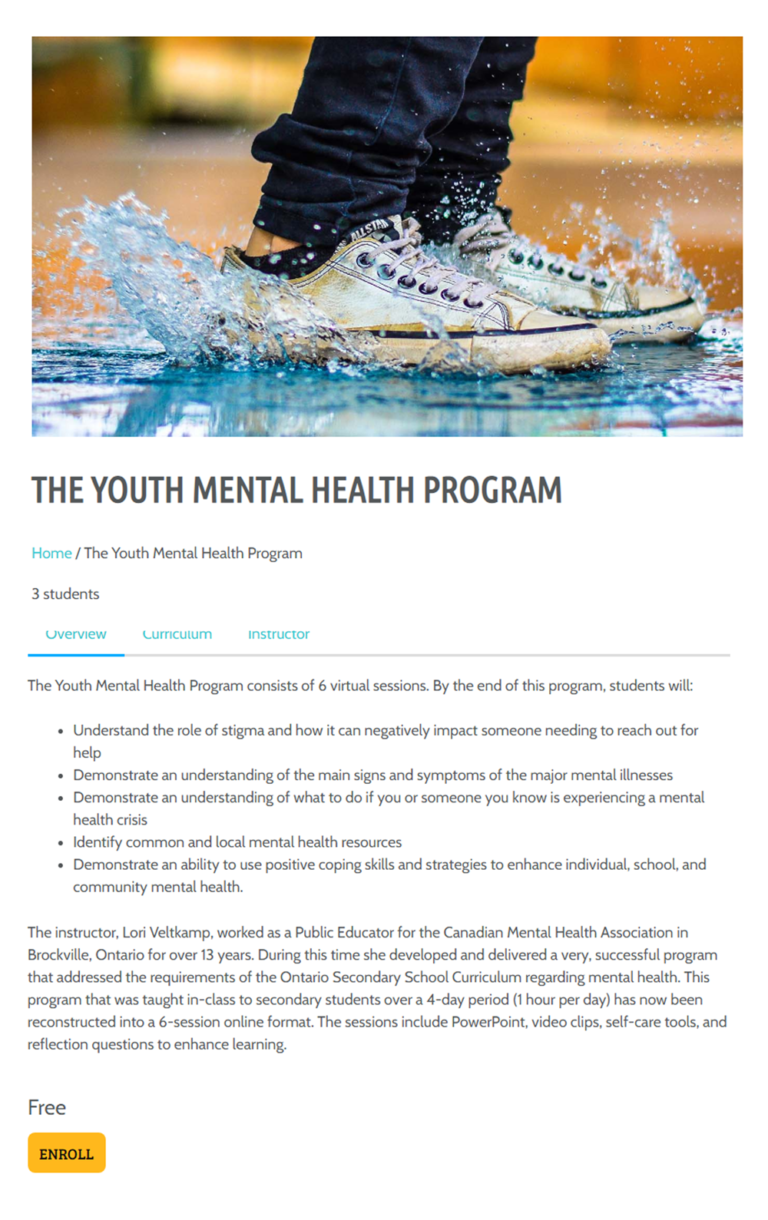 ALLSTAR
THE YOUTH MENTAL HEALTH PROGRAM
Home / The Youth Mental Health Program
3 students
Overview Curriculum Instructor
The Youth Mental Health Program consists of 6 virtual sessions. By the end of this program, students will:
• Understand the role of stigma and how it can negatively impact someone needing to reach out for
help
• Demonstrate an understanding of the main signs and symptoms of the major mental illnesses
• Demonstrate an understanding of what to do if you or someone you know is experiencing a mental
health crisis
• Identify common and local mental health resources
• Demonstrate an ability to use positive coping skills and strategies to enhance individual, school, and
community mental health.
The instructor, Lori Veltkamp, worked as a Public Educator for the Canadian Mental Health Association in
Brockville, Ontario for over 13 years. During this time she developed and delivered a very, successful program
that addressed the requirements of the Ontario Secondary School Curriculum regarding mental health. This
program that was taught in-class to secondary students over a 4-day period (1 hour per day) has now been
reconstructed into a 6-session online format. The sessions include PowerPoint, video clips, self-care tools, and
reflection questions to enhance learning.
Free
ENROLL